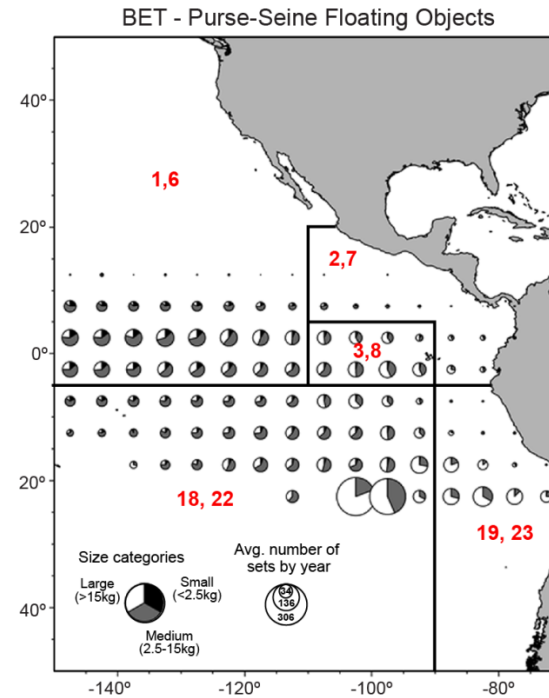 BET - Purse-Seine Floating Objects
40º
1,6
20º
2,7
0º
3,8
20º
18, 22
19, 23
Size categories
Large
(>15kg)
Small
(<2.5kg)
Medium
(2.5-15kg)
Avg. number of
sets by year
34
136
306
40º
-140º
-120º
-100º
-80º